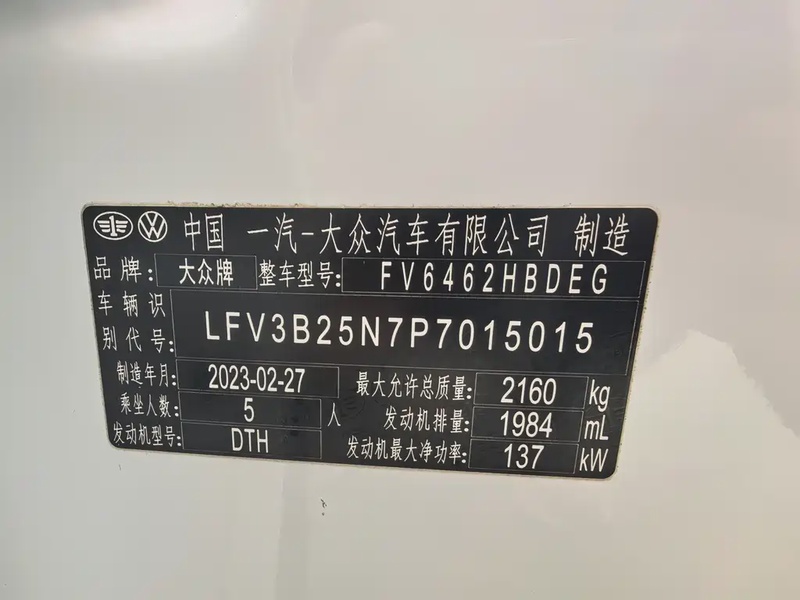 中国 一汽-大众汽车有限公司 制造
品牌: 大众牌 整车型号: FV6462HBDEG
车辆识别代号: LFV3B25N7P7015015
制造年月: 2023-02-27 最大允许总质量: 2160 kg
乘坐人数: 5 人 发动机排量: 1984 mL
发动机型号: DTH 发动机最大净功率: 137 kW